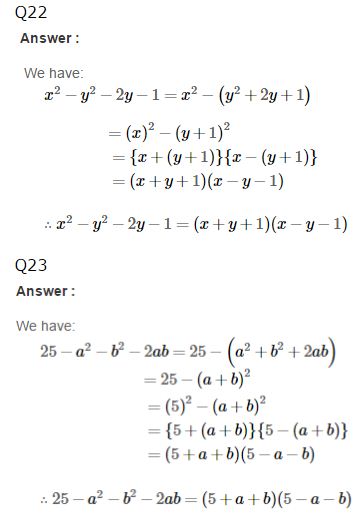 Q22
Answer :
We have:
x² − y² − 2y − 1 = x² − (y² + 2y + 1)
= (x)² − (y + 1)²
= {x + (y + 1)}{x − (y + 1)}
= (x + y + 1)(x − y − 1)
∴ x² − y² − 2y − 1 = (x + y + 1)(x − y − 1)
Q23
Answer :
We have:
25 − a² − b² − 2ab = 25 − (a² + b² + 2ab)
= 25 − (a + b)²
= (5)² − (a + b)²
= {5 + (a + b)}{5 − (a + b)}
= (5 + a + b)(5 − a − b)
∴ 25 − a² − b² − 2ab = (5 + a + b)(5 − a − b)